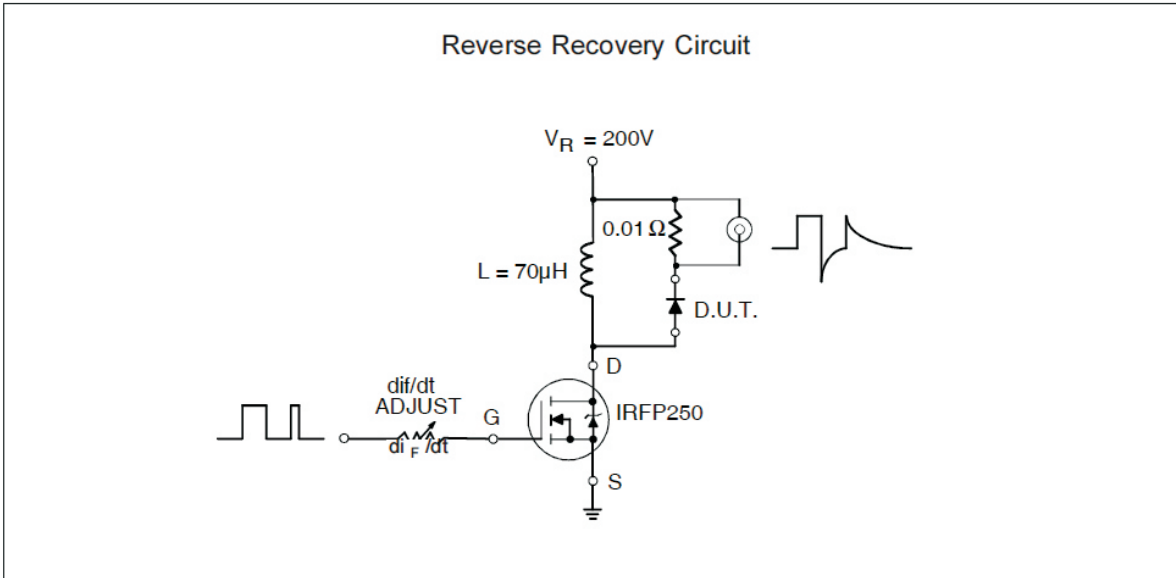 Reverse Recovery Circuit
V_R = 200V
0.01 Ω
L = 70µH
D.U.T.
D
dif/dt
ADJUST
G
IRFP250
di_F /dt
S